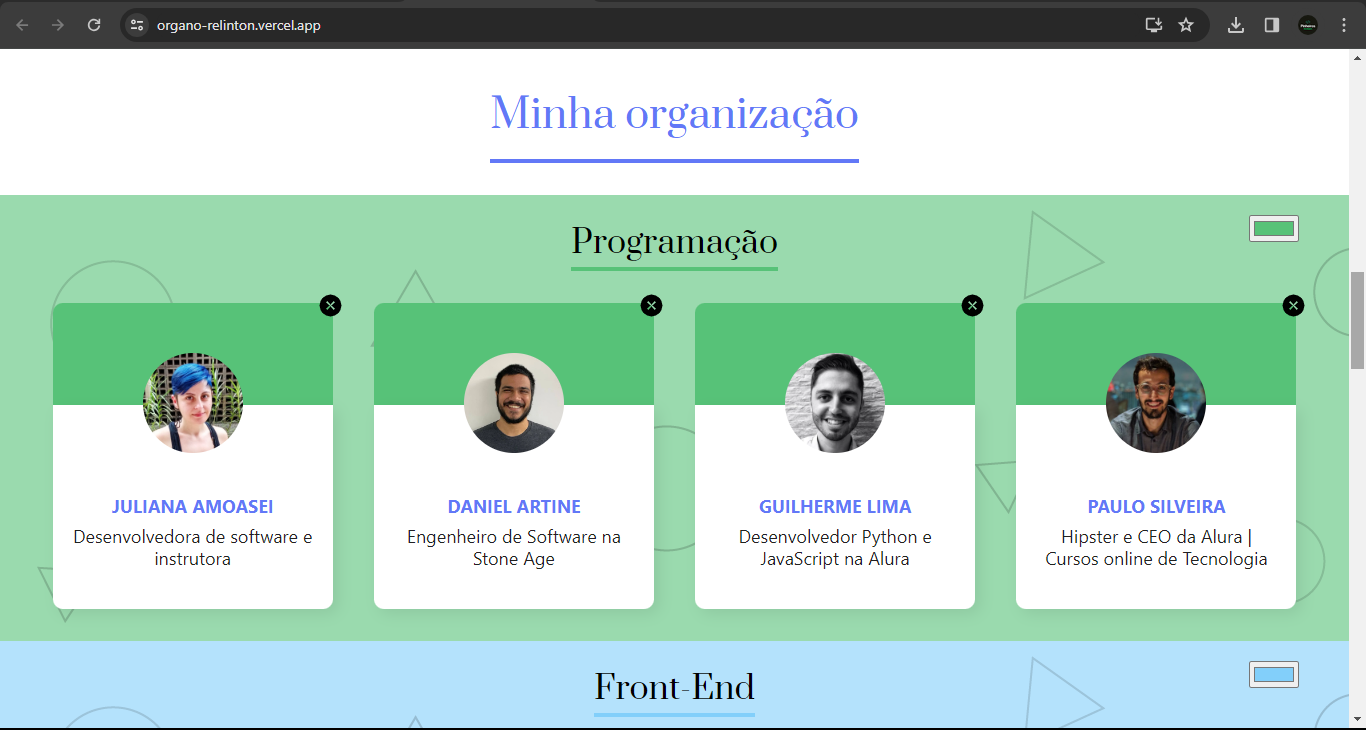 organo-relinton.vercel.app
Minha organização
Programação
JULIANA AMOASEI
Desenvolvedora de software e
instrutora
DANIEL ARTINE
Engenheiro de Software na
Stone Age
GUILHERME LIMA
Desenvolvedor Python e
JavaScript na Alura
PAULO SILVEIRA
Hipster e CEO da Alura |
Cursos online de Tecnologia
Front-End